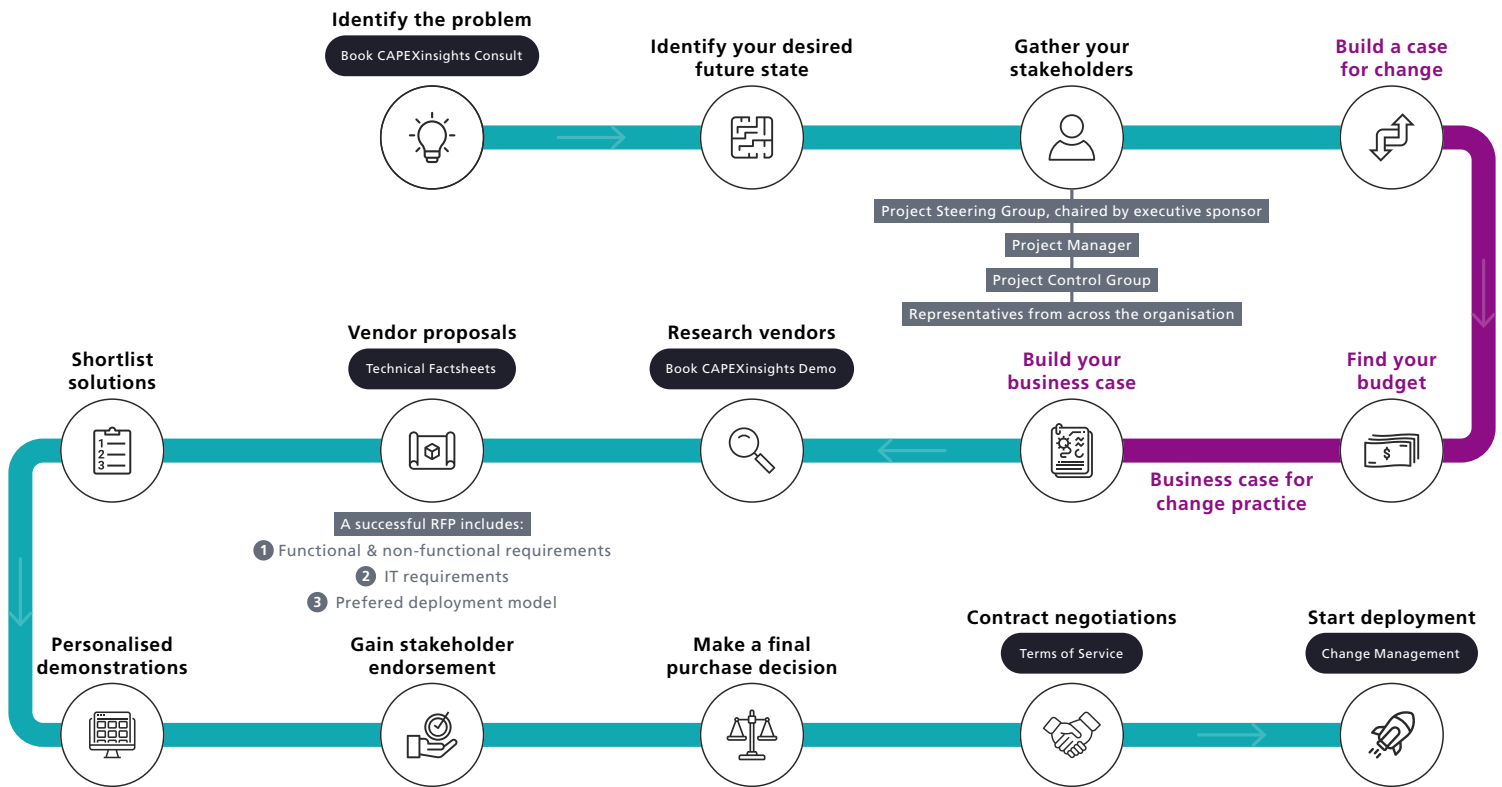 Identify the problem
Book CAPEXinsights Consult
Identify your desired
future state
Gather your
stakeholders
Build a case
for change
Project Steering Group, chaired by executive sponsor
Project Manager
Project Control Group
Representatives from across the organisation
Shortlist
solutions
1
2
3
Vendor proposals
Technical Factsheets
Research vendors
Book CAPEXinsights Demo
Build your
business case
Find your
budget
$
Business case for
change practice
A successful RFP includes:
1 Functional & non-functional requirements
2 IT requirements
3 Prefered deployment model
Personalised
demonstrations
Gain stakeholder
endorsement
Make a final
purchase decision
Contract negotiations
Terms of Service
Start deployment
Change Management